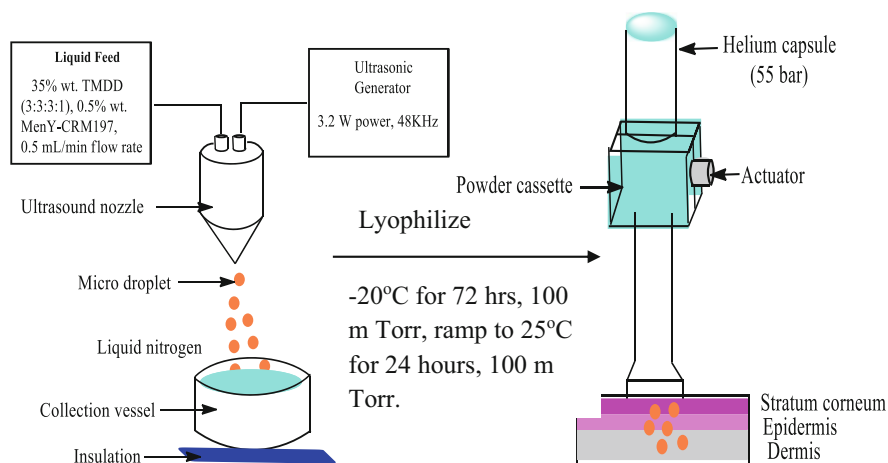 Liquid Feed
35% wt. TMDD
(3:3:3:1), 0.5% wt.
MenY-CRM197,
0.5 mL/min flow rate
Ultrasonic
Generator
3.2 W power, 48KHz
Ultrasound nozzle
Micro droplet
Liquid nitrogen
Collection vessel
Insulation
Lyophilize
-20°C for 72 hrs, 100
m Torr, ramp to 25°C
for 24 hours, 100 m
Torr.
Helium capsule
(55 bar)
Powder cassette
Actuator
Stratum corneum
Epidermis
Dermis